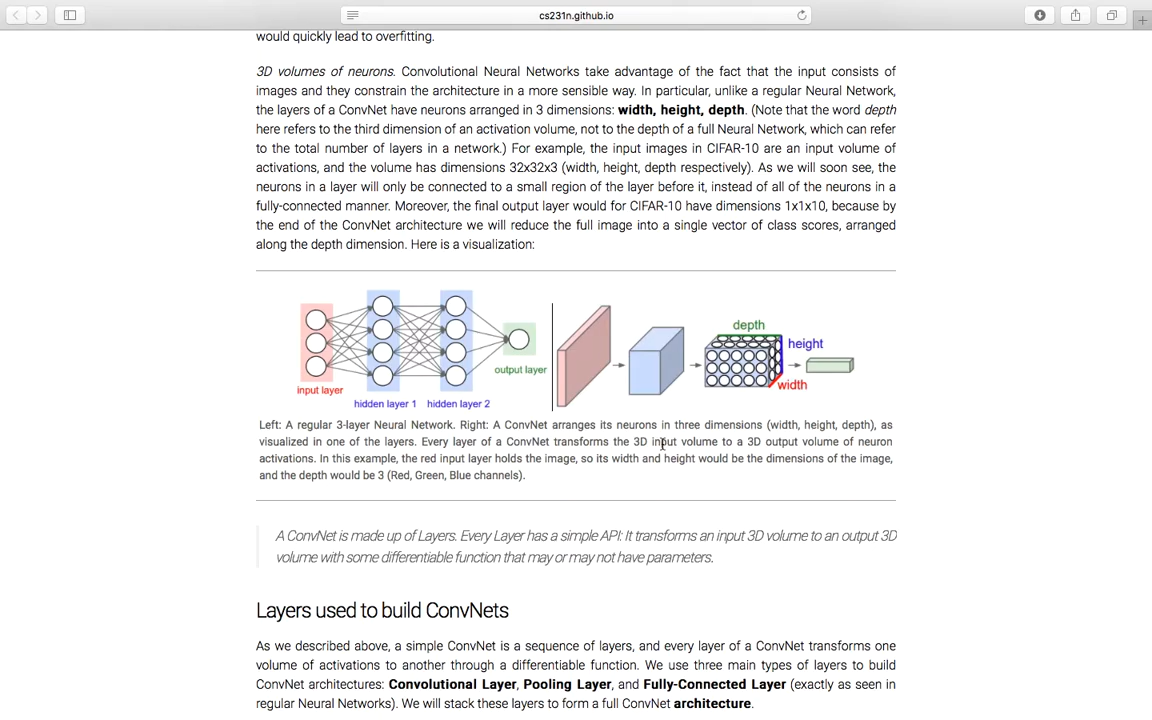 cs231n.github.io
would quickly lead to overfitting.
3D volumes of neurons. Convolutional Neural Networks take advantage of the fact that the input consists of
images and they constrain the architecture in a more sensible way. In particular, unlike a regular Neural Network,
the layers of a ConvNet have neurons arranged in 3 dimensions: width, height, depth. (Note that the word depth
here refers to the third dimension of an activation volume, not to the depth of a full Neural Network, which can refer
to the total number of layers in a network.) For example, the input images in CIFAR-10 are an input volume of
activations, and the volume has dimensions 32x32x3 (width, height, depth respectively). As we will soon see, the
neurons in a layer will only be connected to a small region of the layer before it, instead of all of the neurons in a
fully-connected manner. Moreover, the final output layer would for CIFAR-10 have dimensions 1x1x10, because by
the end of the ConvNet architecture we will reduce the full image into a single vector of class scores, arranged
along the depth dimension. Here is a visualization:
input layer
hidden layer 1
hidden layer 2
output layer
depth
height
width
Left: A regular 3-layer Neural Network. Right: A ConvNet arranges its neurons in three dimensions (width, height, depth), as
visualized in one of the layers. Every layer of a ConvNet transforms the 3D input volume to a 3D output volume of neuron
activations. In this example, the red input layer holds the image, so its width and height would be the dimensions of the image,
and the depth would be 3 (Red, Green, Blue channels).
A ConvNet is made up of Layers. Every Layer has a simple API: It transforms an input 3D volume to an output 3D
volume with some differentiable function that may or may not have parameters.
Layers used to build ConvNets
As we described above, a simple ConvNet is a sequence of layers, and every layer of a ConvNet transforms one
volume of activations to another through a differentiable function. We use three main types of layers to build
ConvNet architectures: Convolutional Layer, Pooling Layer, and Fully-Connected Layer (exactly as seen in
regular Neural Networks). We will stack these layers to form a full ConvNet architecture.